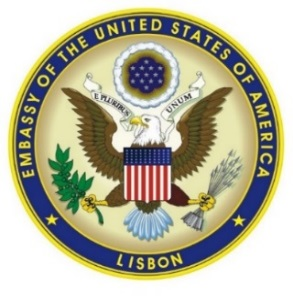 EMBASSY OF THE UNITED STATES OF AMERICA
E PLURIBUS UNUM
LISBON